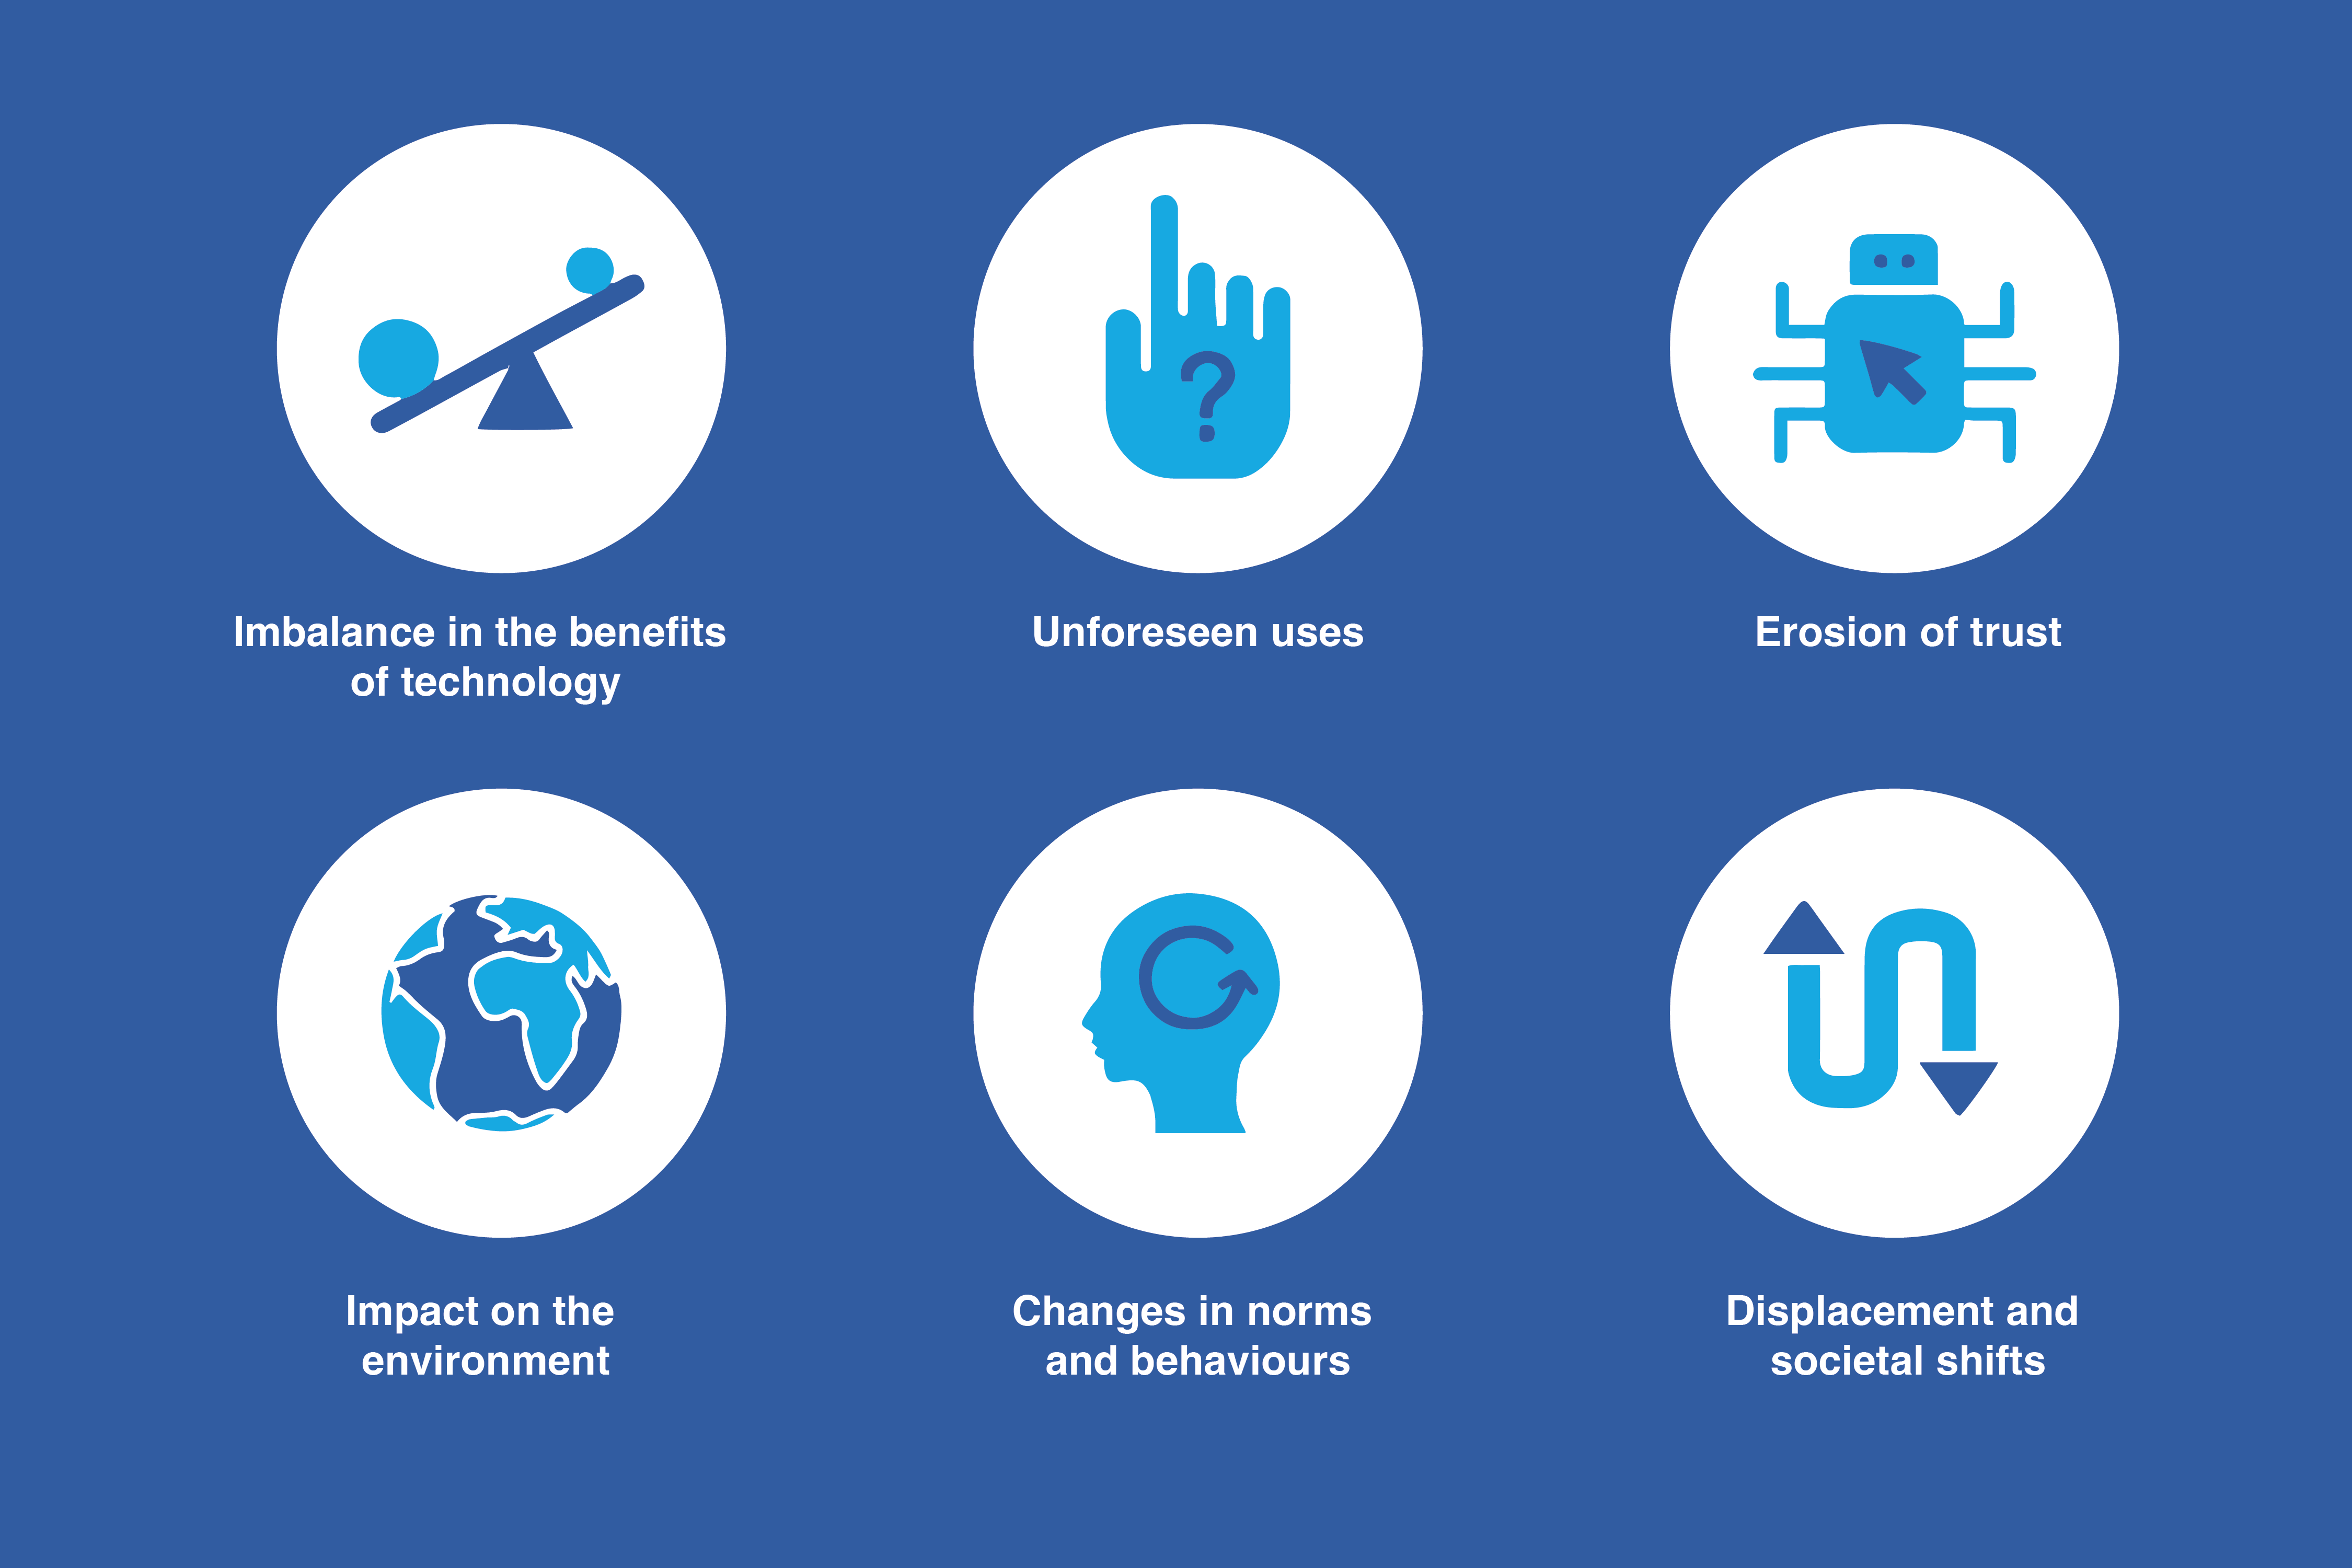 Imbalance in the benefits
of technology
Unforeseen uses
Erosion of trust
Impact on the
environment
Changes in norms
and behaviours
Displacement and
societal shifts
?